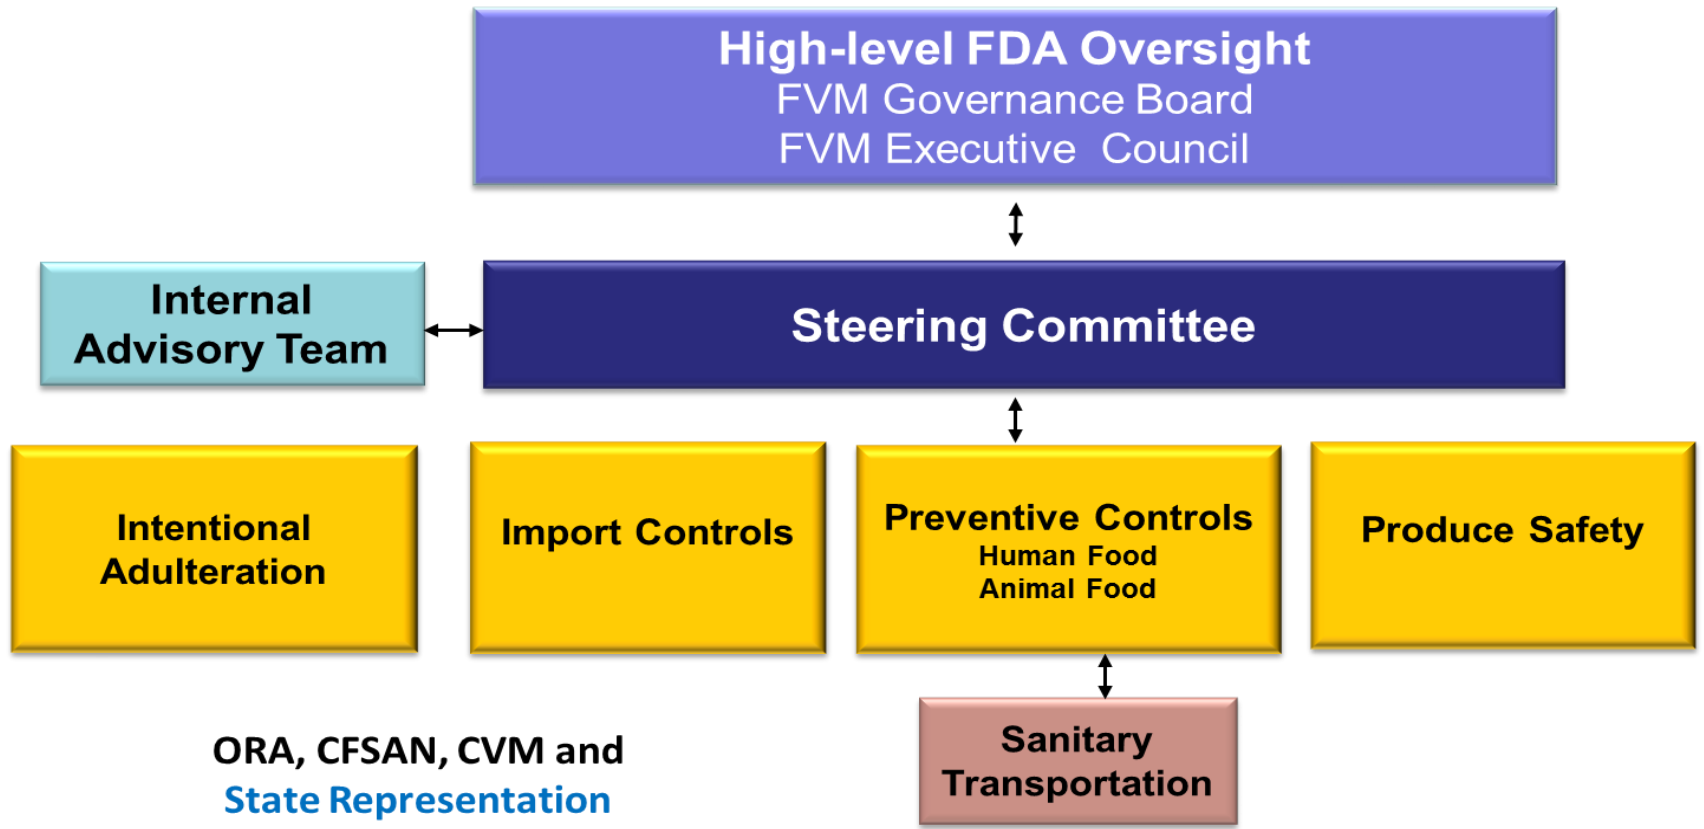 High-level FDA Oversight
FVM Governance Board
FVM Executive Council
Internal
Advisory Team
Steering Committee
Intentional
Adulteration
Import Controls
Preventive Controls
Human Food
Animal Food
Produce Safety
Sanitary
Transportation
ORA, CFSAN, CVM and
State Representation